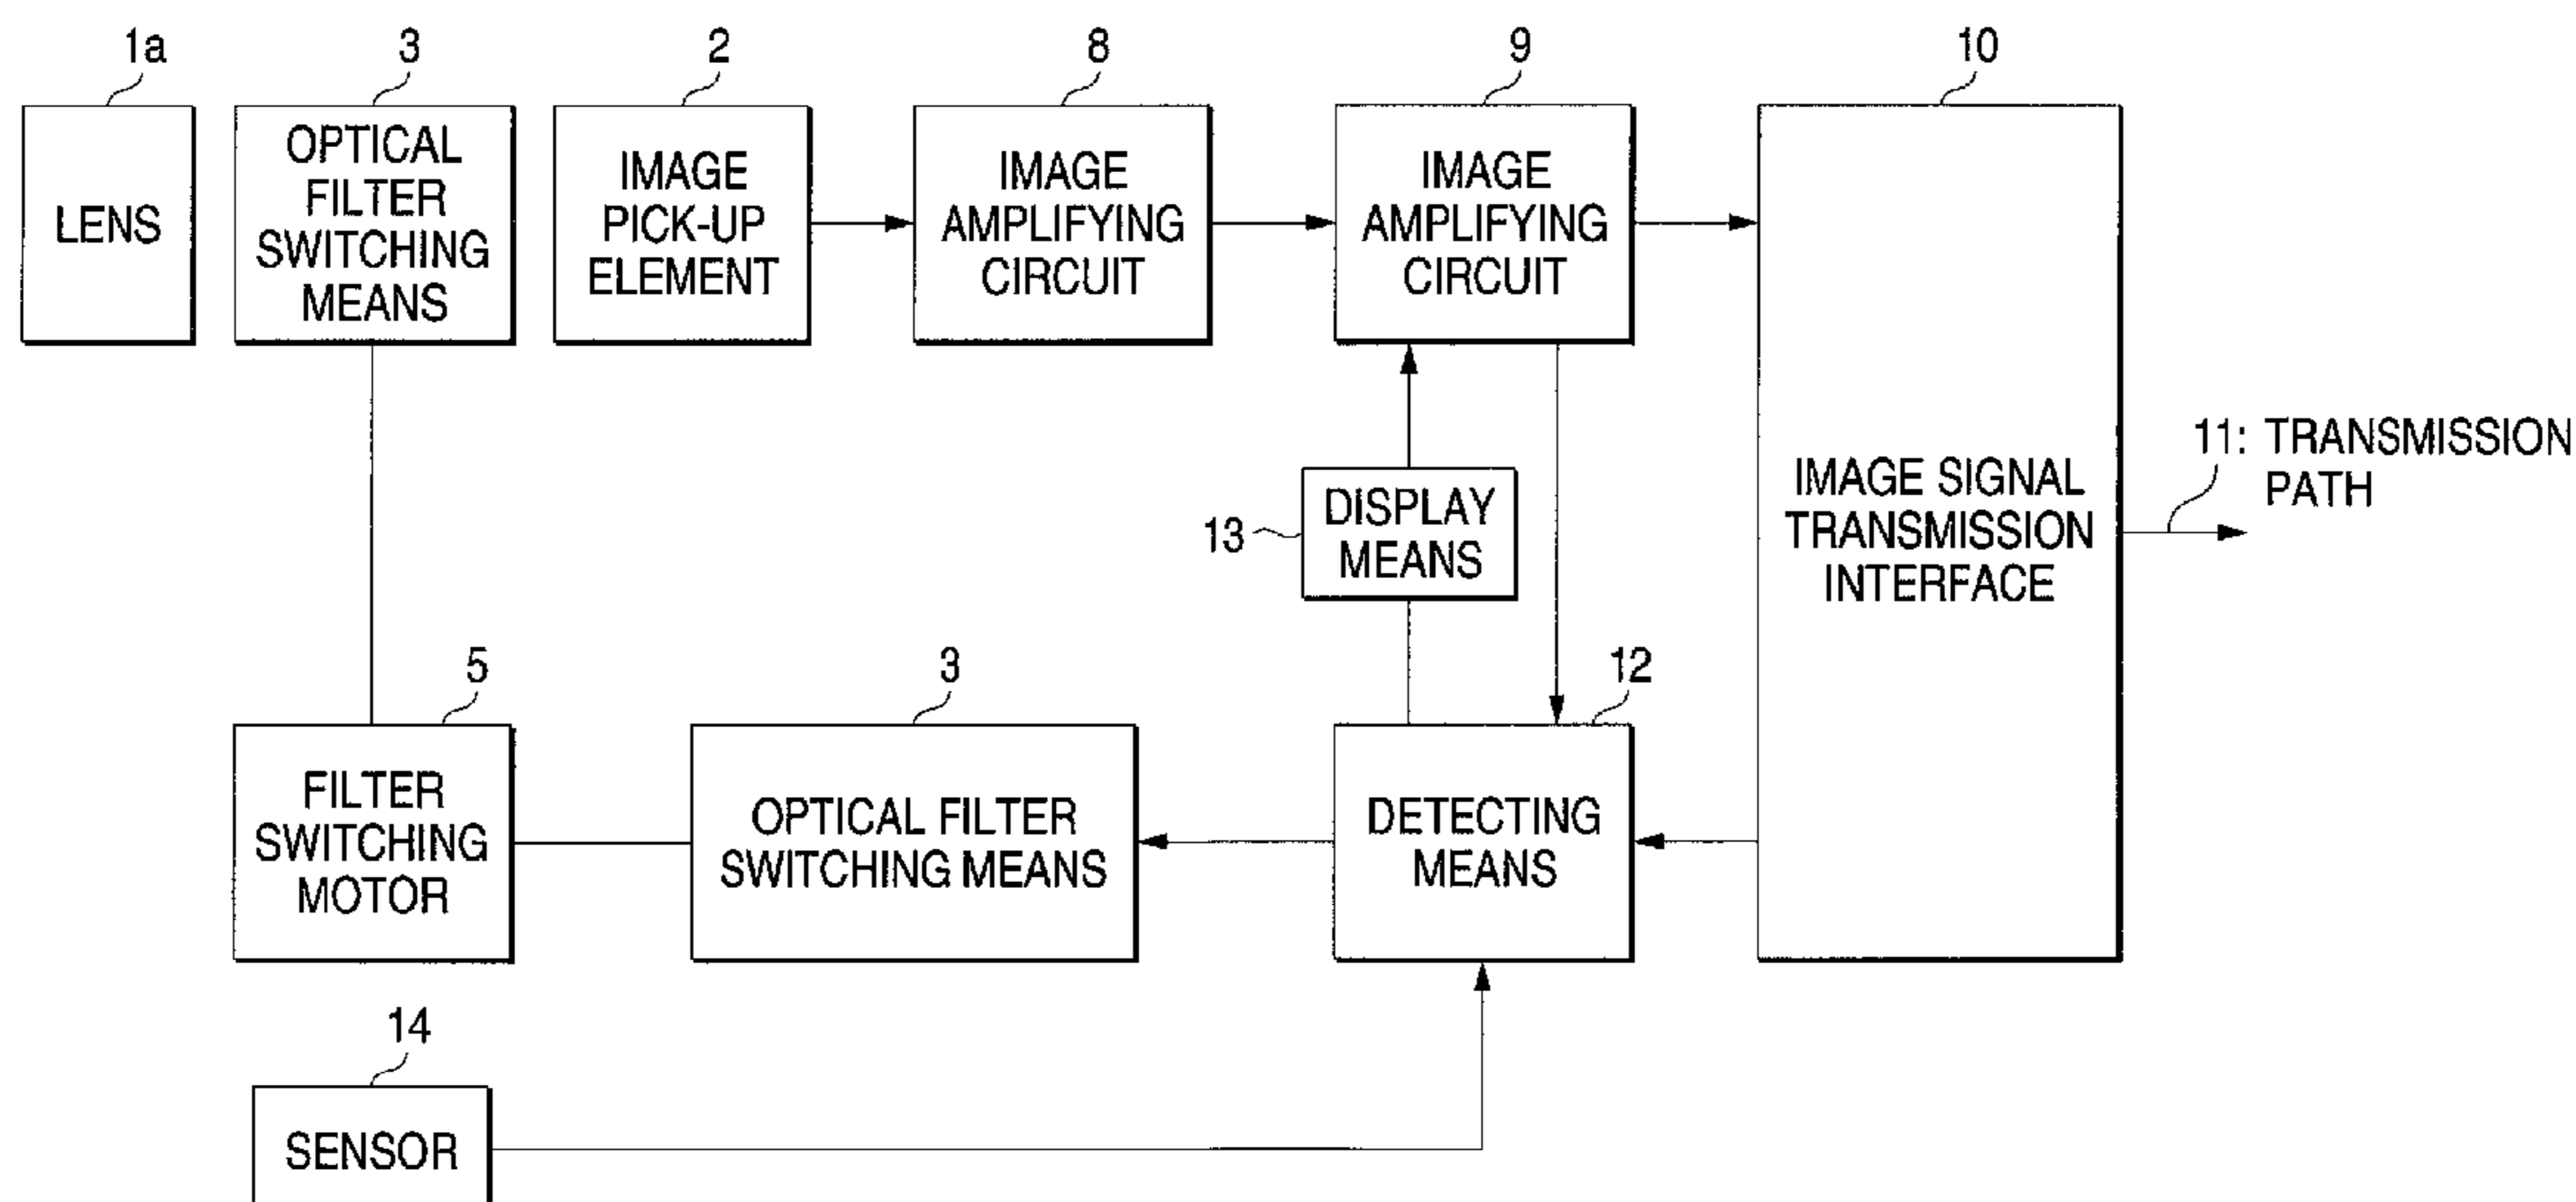 1a
3
2
8
9
10
LENS
OPTICAL
FILTER
SWITCHING
MEANS
IMAGE
PICK-UP
ELEMENT
IMAGE
AMPLIFYING
CIRCUIT
IMAGE
AMPLIFYING
CIRCUIT
IMAGE SIGNAL
TRANSMISSION
INTERFACE
11: TRANSMISSION
PATH
13
DISPLAY
MEANS
5
3
12
FILTER
SWITCHING
MOTOR
OPTICAL FILTER
SWITCHING MEANS
DETECTING
MEANS
14
SENSOR